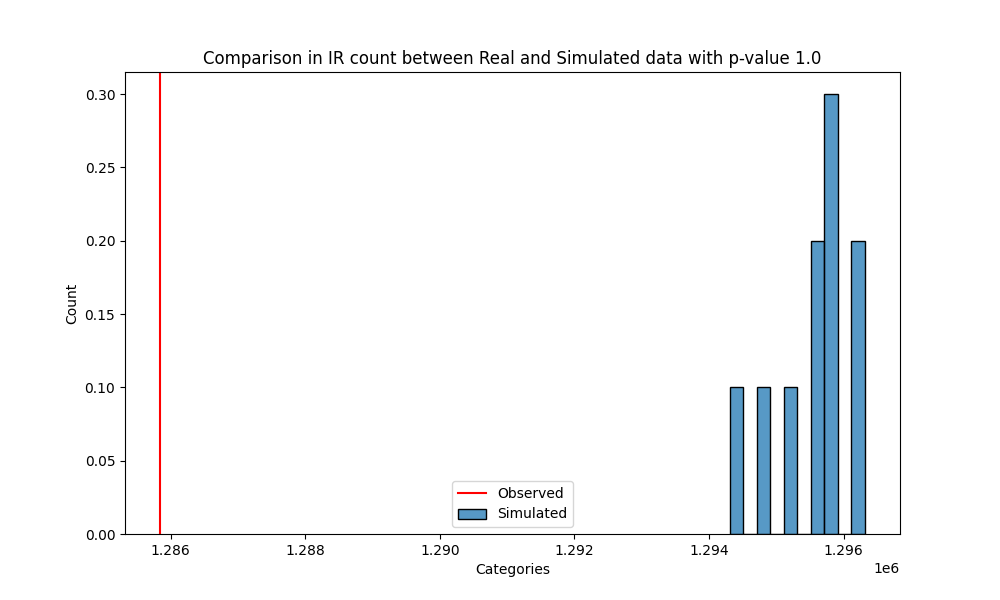 Comparison in IR count between Real and Simulated data with p-value 1.0
0.30
0.25
0.20
0.15
0.10
0.05
0.00
Count
Observed
Simulated
1.286 1.288 1.290 1.292 1.294 1.296
1e6
Categories